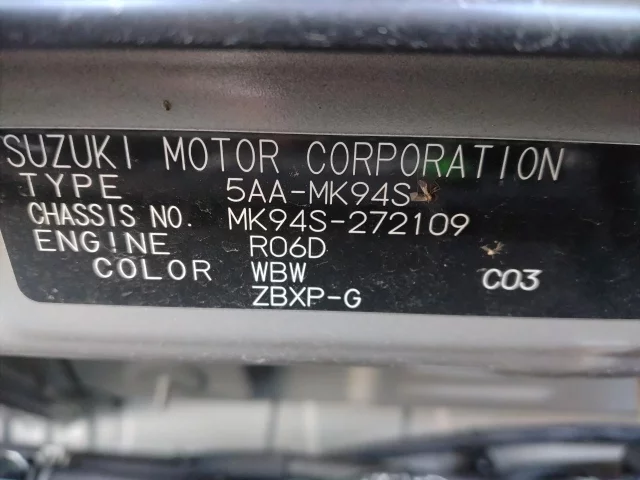 SUZUKI MOTOR CORPORATION
TYPE 5AA-MK94S
CHASSIS NO. MK94S-272109
ENGINE R06D
COLOR WBW C03
ZBXP-G